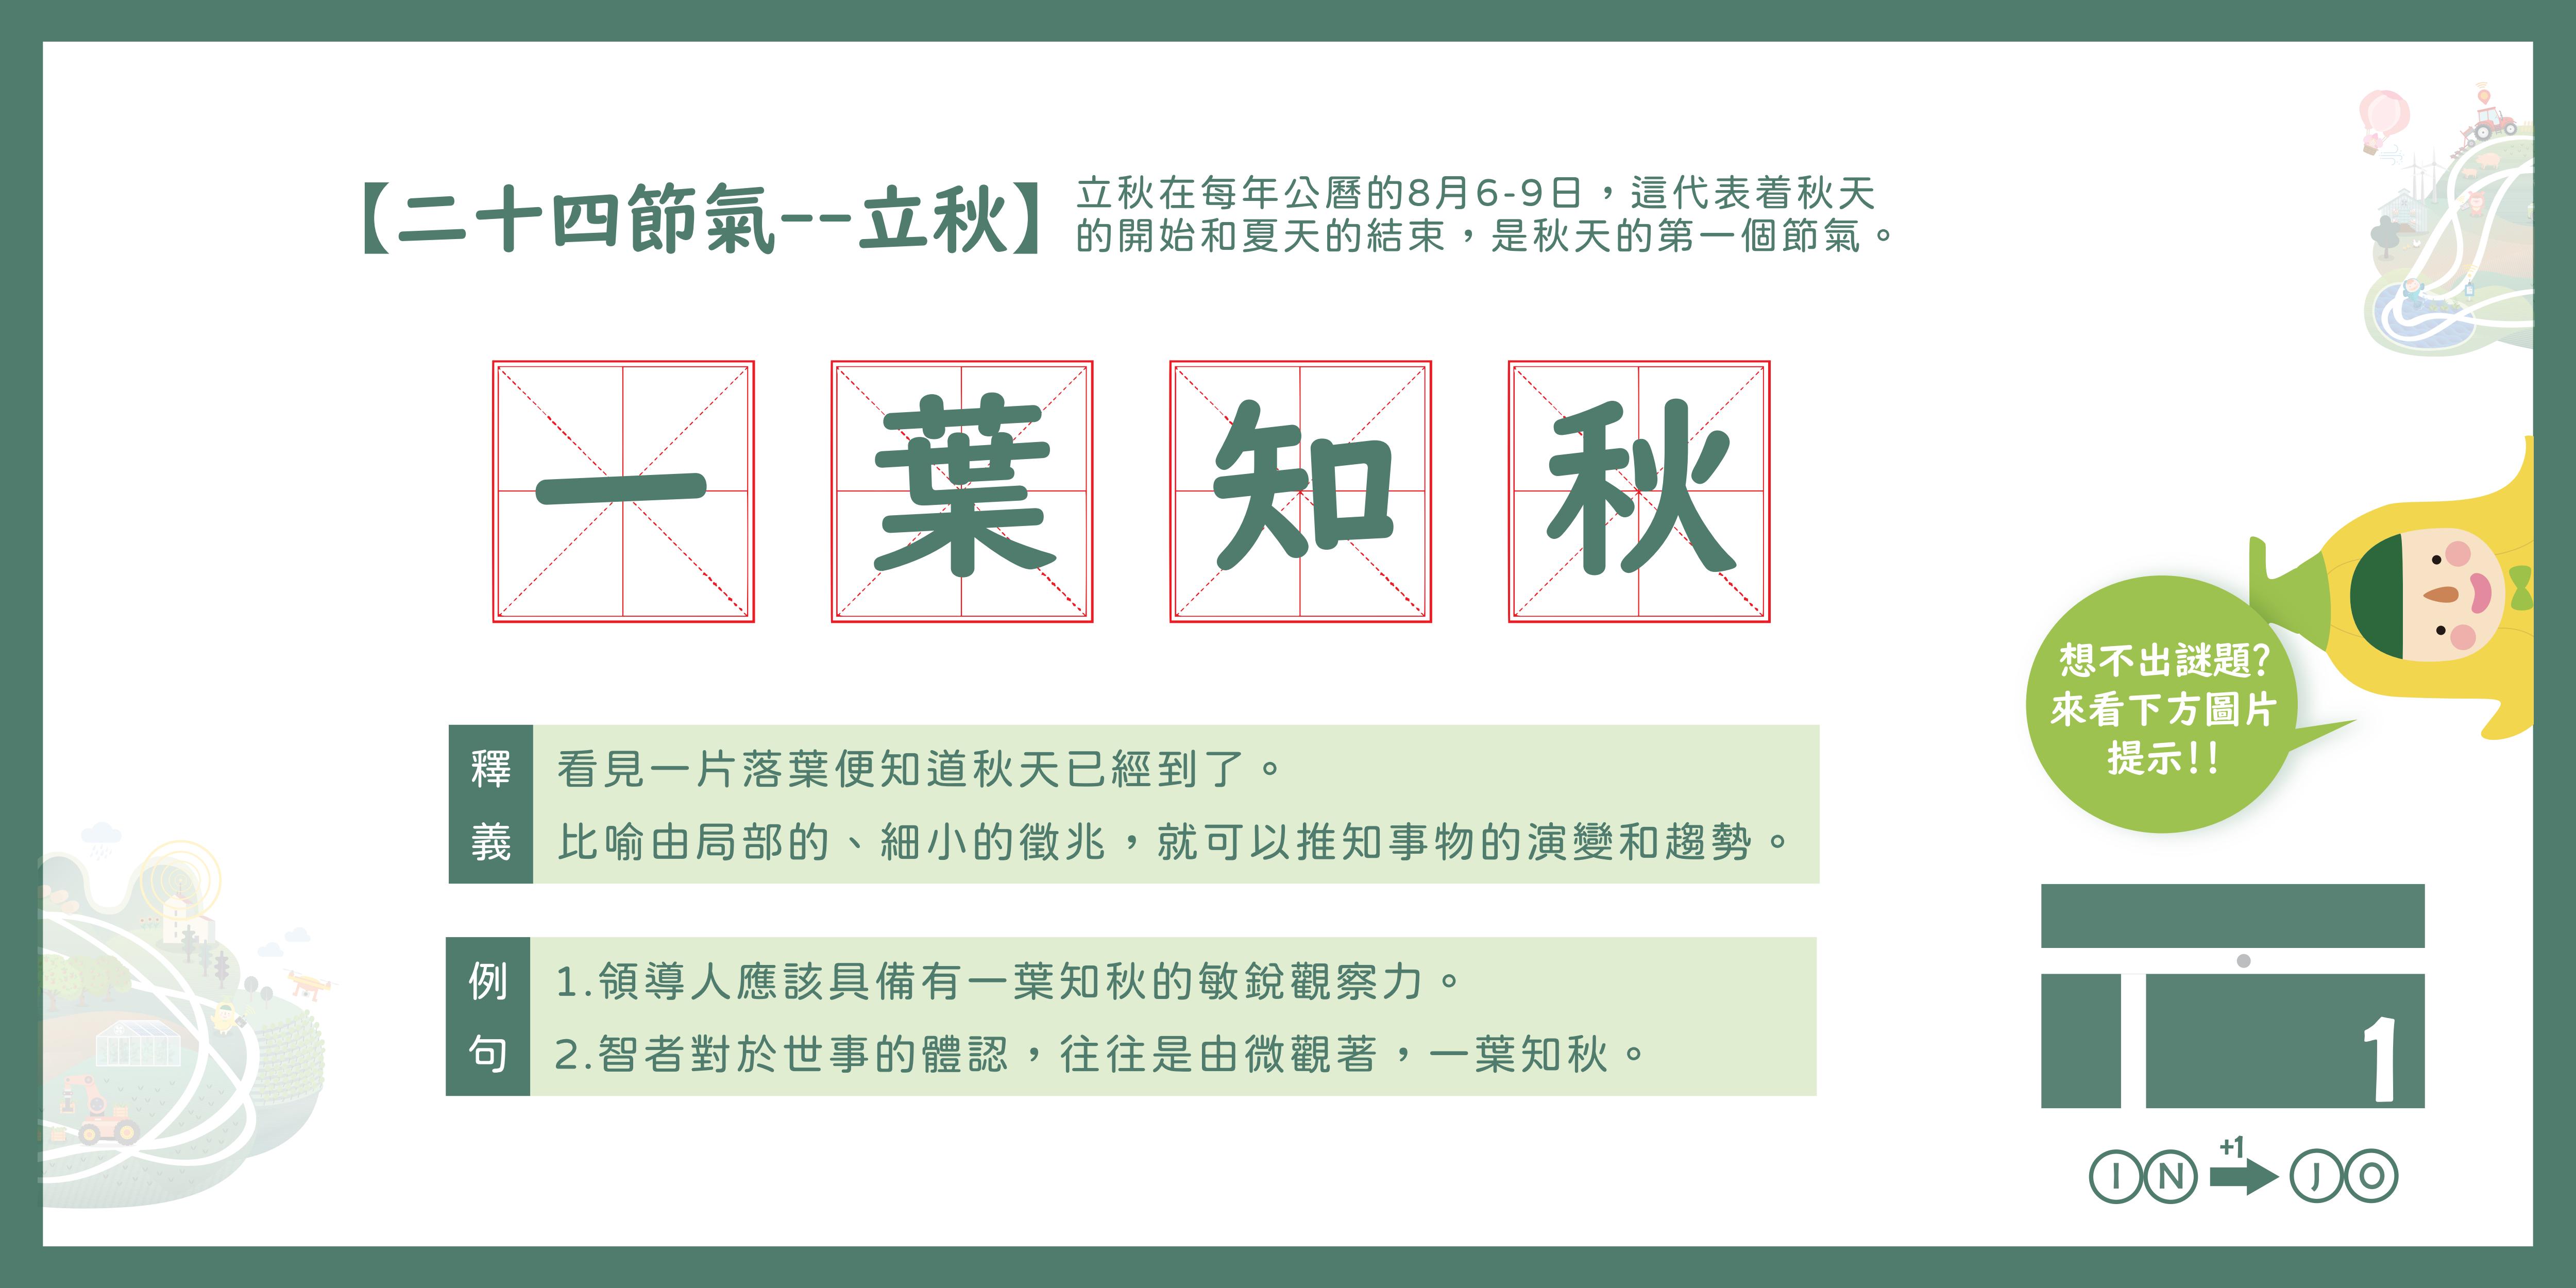 【二十四節氣--立秋】
立秋在每年公曆的8月6-9日，這代表着秋天
的開始和夏天的結束，是秋天的第一個節氣。
一 葉 知 秋
釋義
看見一片落葉便知道秋天已經到了。
比喻由局部的、細小的徵兆，就可以推知事物的演變和趨勢。
例句
1.領導人應該具備有一葉知秋的敏銳觀察力。
2.智者對於世事的體認，往往是由微觀著，一葉知秋。
想不出謎題?
來看下方圖片
提示!!
1
+1
I N J O